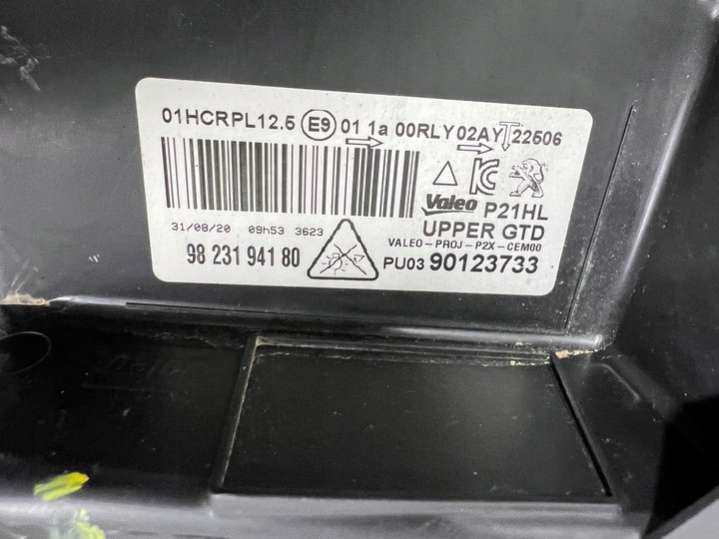 01HCRPL12.5 E9 01 1a 00RLY 02AY 22506
Valeo P21HL
UPPER GTD
31/08/20 09h53 3623
VALEO-PROJ-P2X-CEM00
98 231 941 80
PU03 90123733